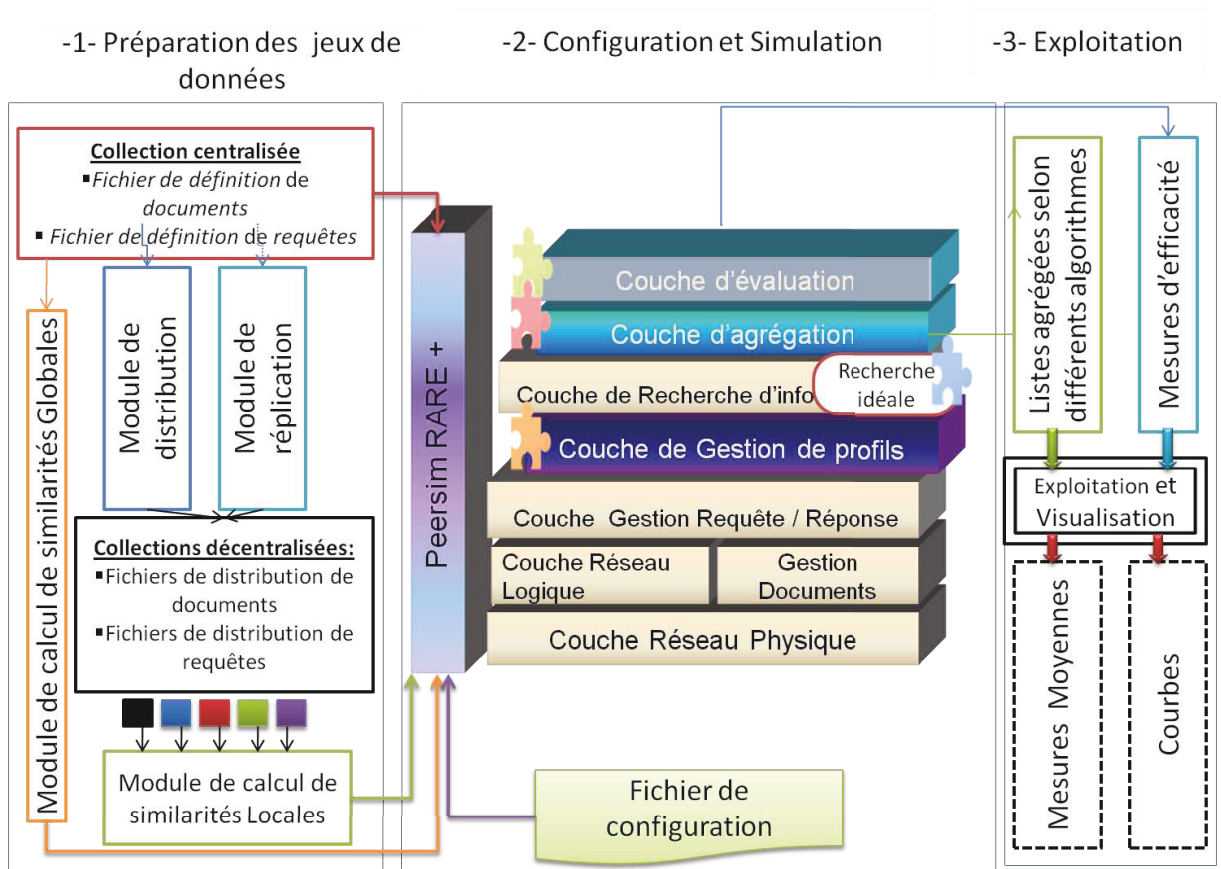 -1- Préparation des jeux de
données
-2- Configuration et Simulation
-3- Exploitation
Collection centralisée
▪Fichier de définition de
documents
▪ Fichier de définition de requêtes
Module de calcul de similarités Globales
Module de
distribution
Module de
réplication
Collections décentralisées:
▪Fichiers de distribution de
documents
▪Fichiers de distribution de
requêtes
Module de calcul de
similarités Locales
Peersim RARE +
Couche d'évaluation
Couche d'agrégation
Couche de Recherche d'info
Recherche
idéale
Couche de Gestion de profils
Couche Gestion Requête / Réponse
Couche Réseau
Logique
Gestion
Documents
Couche Réseau Physique
Fichier de
configuration
Listes agrégées selon
différents algorithmes
Mesures d'efficacité
Exploitation et
Visualisation
Mesures Moyennes
Courbes